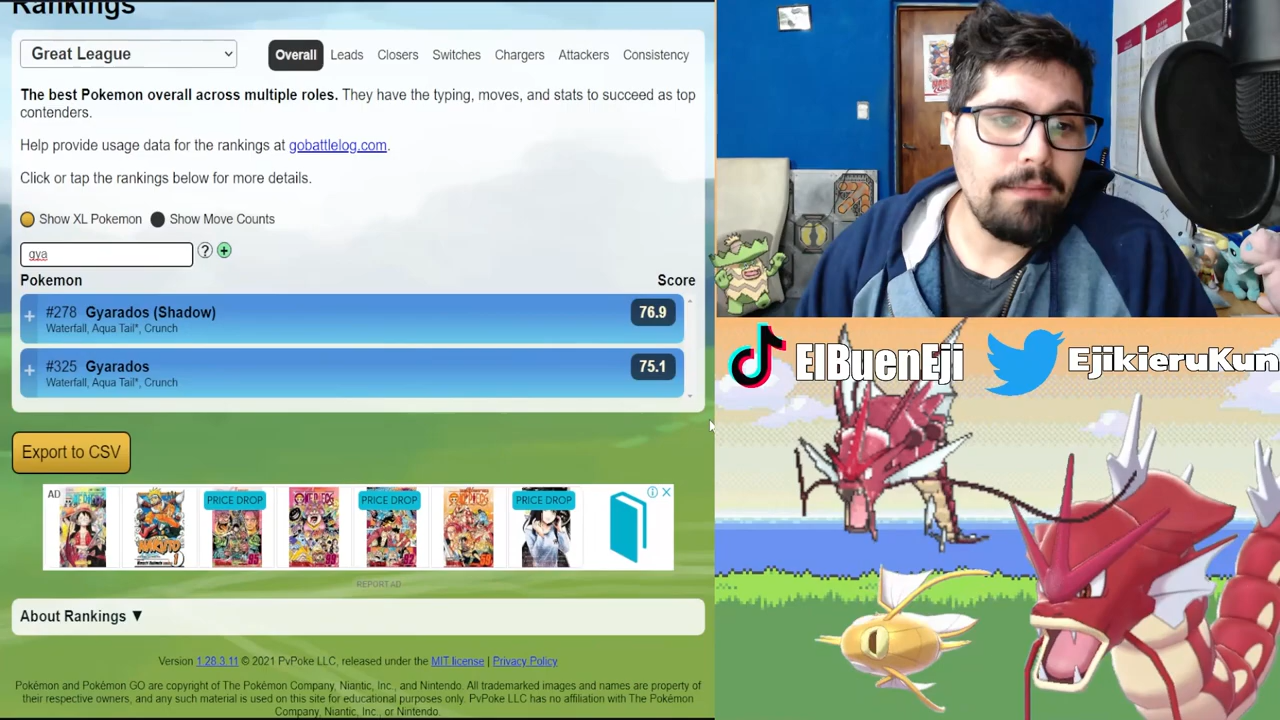 Rankings
Great League
Overall Leads Closers Switches Chargers Attackers Consistency
The best Pokemon overall across multiple roles. They have the typing, moves, and stats to succeed as top
contenders.
Help provide usage data for the rankings at gobattlelog.com.
Click or tap the rankings below for more details.
Show XL Pokemon Show Move Counts
gya ? +
Pokemon Score
+ #278 Gyarados (Shadow) 76.9
Waterfall, Aqua Tail*, Crunch
+ #325 Gyarados 75.1
Waterfall, Aqua Tail*, Crunch
Export to CSV
AD
PRICE DROP PRICE DROP PRICE DROP
REPORT AD
About Rankings ▼
Version 1.28.3.11 © 2021 PvPoke LLC, released under the MIT license | Privacy Policy
Pokémon and Pokémon GO are copyright of The Pokémon Company, Niantic, Inc., and Nintendo. All trademarked images and names are property of
their respective owners, and any such material is used on this site for educational purposes only. PvPoke LLC has no affiliation with The Pokémon
Company, Niantic, Inc., or Nintendo.
ElBuenEji EjikieruKun